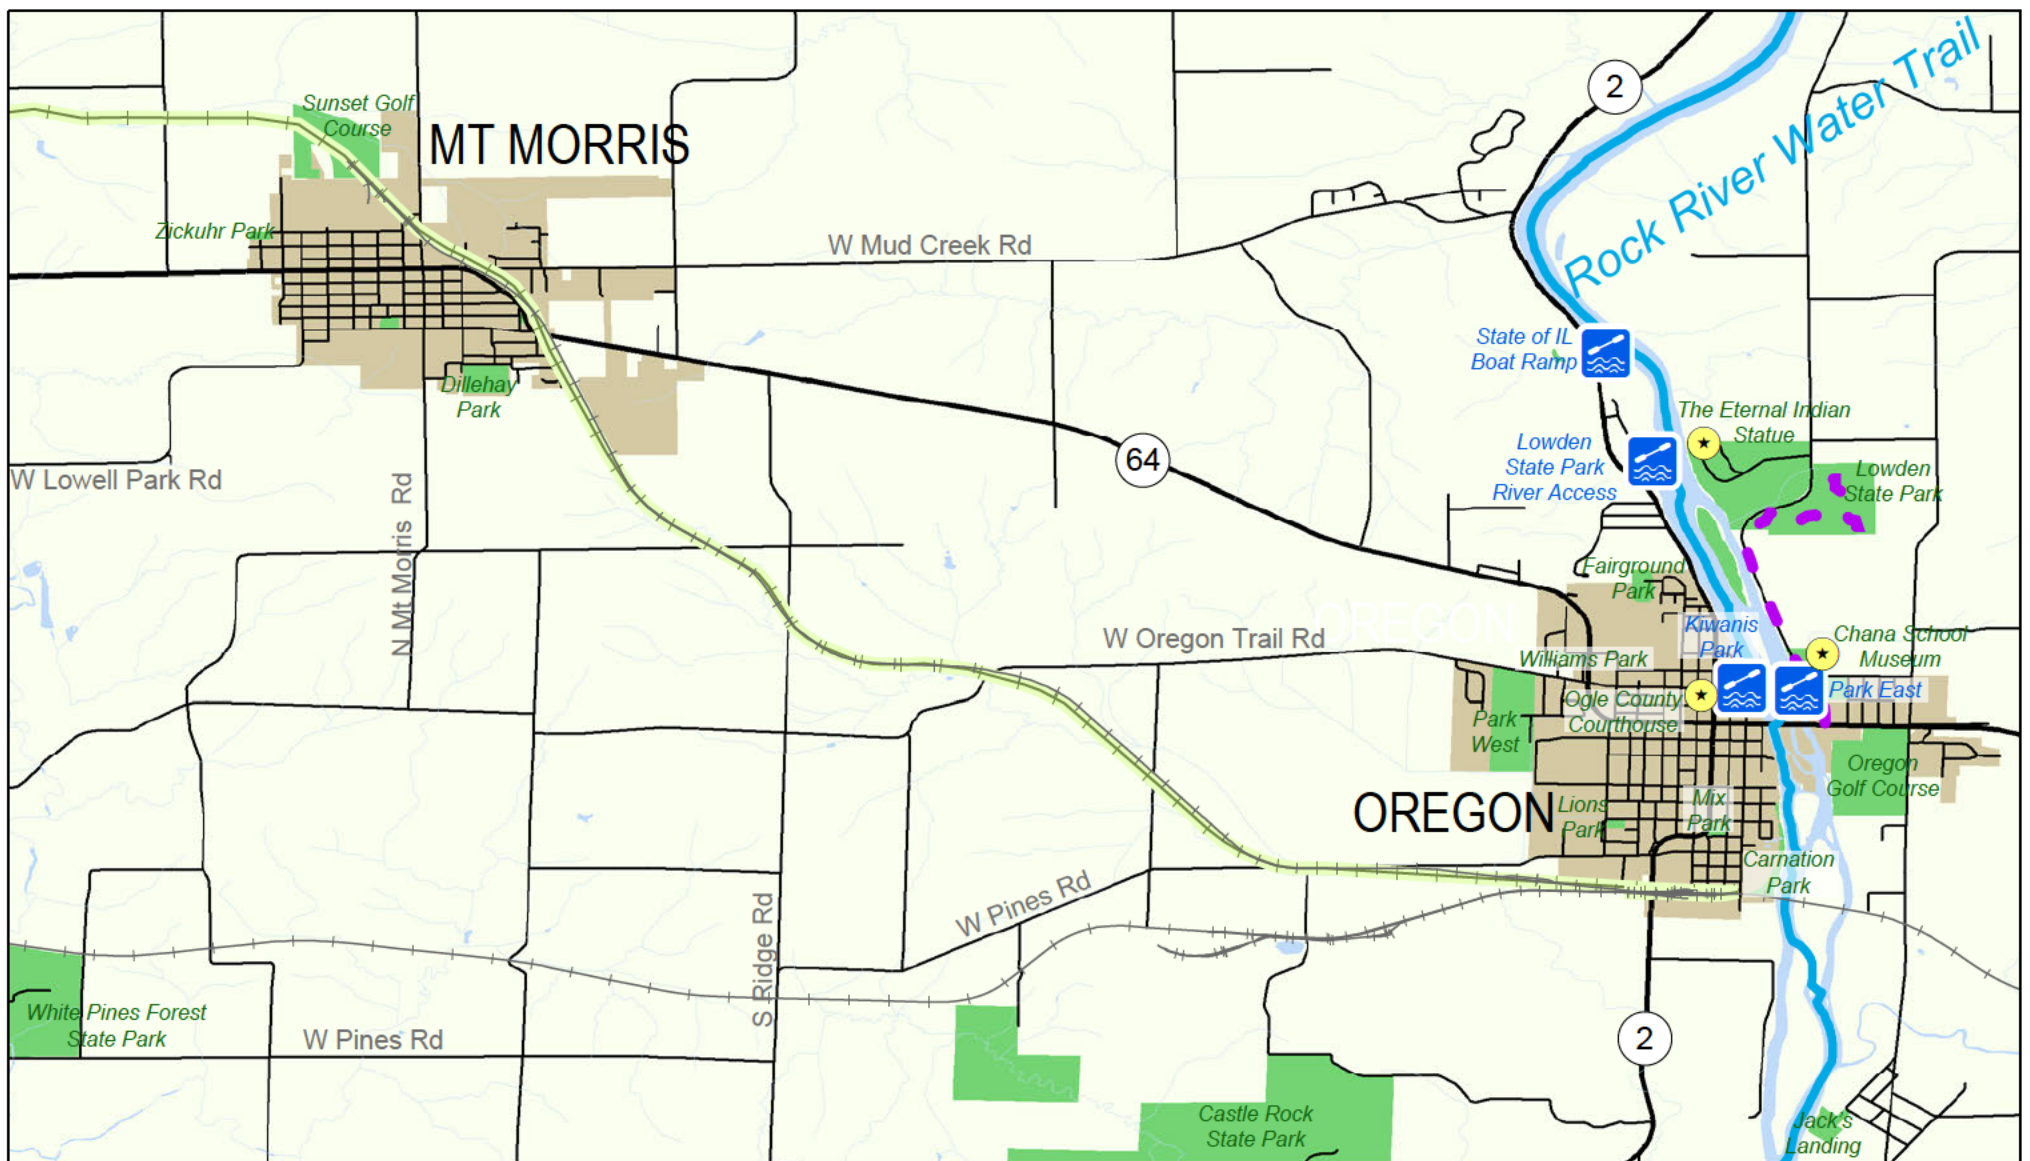 2
Rock River Water Trail
Sunset Golf
Course
MT MORRIS
Zickuhr Park
W Mud Creek Rd
State of IL
Boat Ramp
Dillehay
Park
The Eternal Indian
Statue
Lowden
State Park
River Access
64
Lowden
State Park
W Lowell Park Rd
N Mt Morris Rd
Fairground
Park
OREGON
Kiwanis
Park
W Oregon Trail Rd
Chana School
Museum
Williams Park
Park East
Ogle County
Courthouse
Park
West
Oregon
Golf Course
OREGON
Lions
Park
Mix
Park
Carnation
Park
W Pines Rd
S Ridge Rd
White Pines Forest
State Park
W Pines Rd
2
Castle Rock
State Park
Jack's
Landing